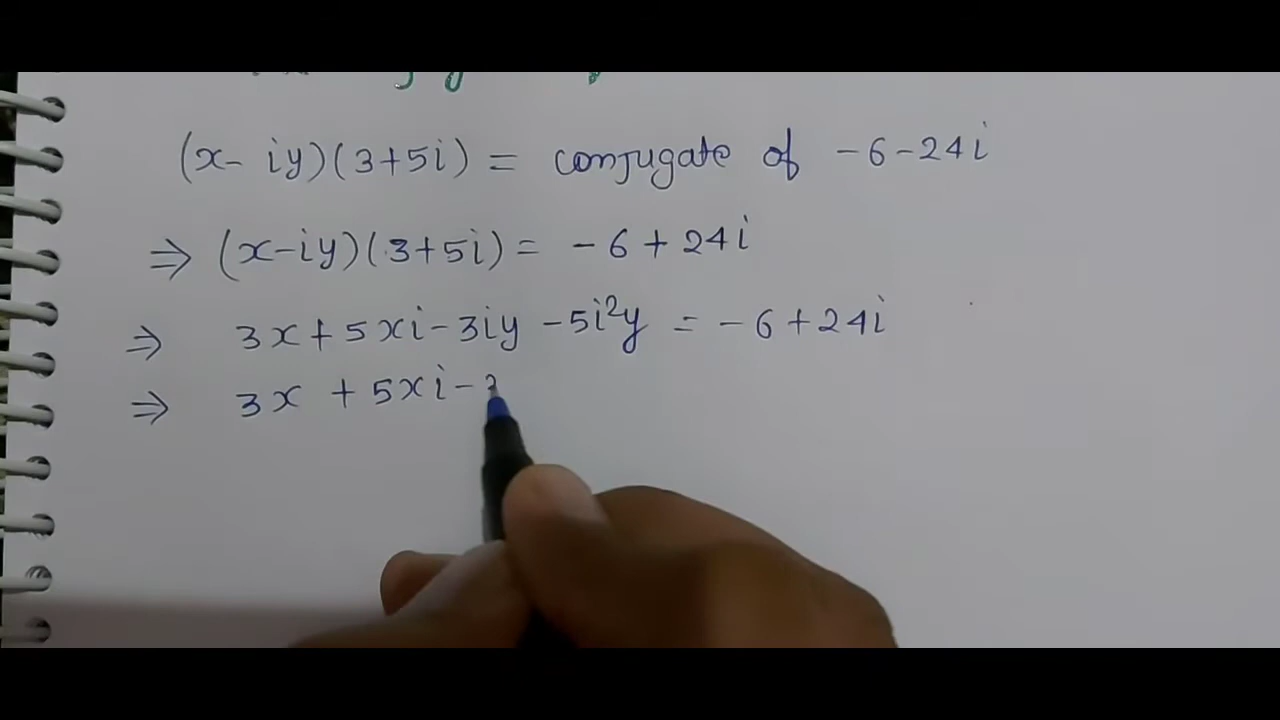 (x- iy)(3+5i) = conjugate of -6-24i
⇒ (x-iy)(3+5i) = -6+24i
⇒ 3x+5xi-3iy -5i²y = -6+24i
⇒ 3x +5xi-